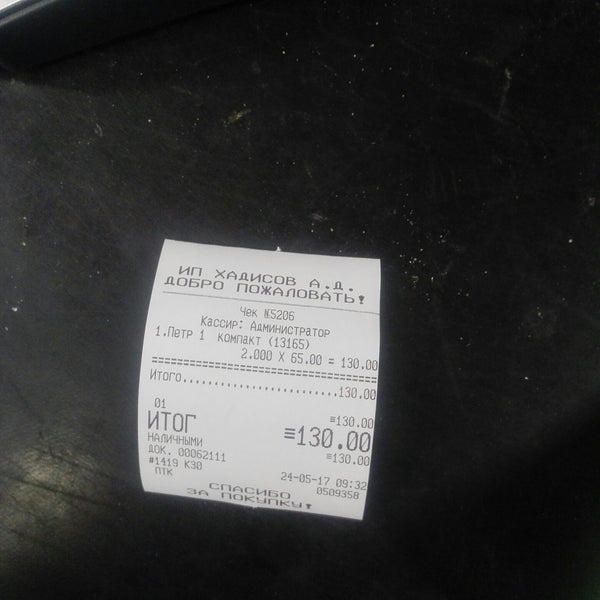 ИП ХАДИСОВ А.Д.
ДОБРО ПОЖАЛОВАТЬ!
Чек №5206
Кассир: Администратор
1.Петр 1 компакт (13165)
2.000 X 65.00 = 130.00
========================================
Итого........................130.00
01 ≡130.00
ИТОГ ≡130.00
НАЛИЧНЫМИ ≡130.00
ДОК. 00062111
#1419 К30 24-05-17 09:32
ПТК 0509358
СПАСИБО
ЗА ПОКУПКУ!